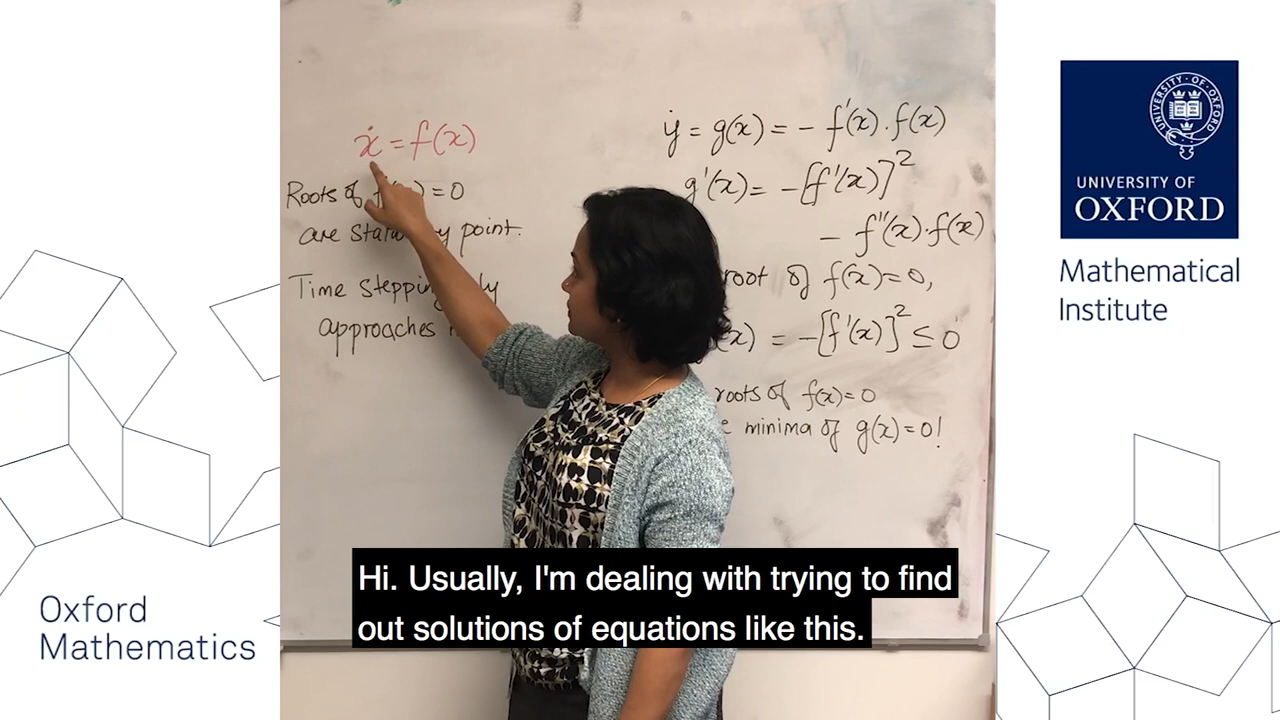 ẋ = f(x)
Roots of = 0
are point.
Time stepping
approaches
ẏ = g(x) = - f'(x).f(x)
g'(x) = -[f'(x)]²
- f''(x).f(x)
root of f(x)=0,
(x) = -[f'(x)]² ≤ 0
roots of f(x)=0
minima of g(x)=0!
UNIVERSITY OF
OXFORD
Mathematical
Institute
Oxford
Mathematics
Hi. Usually, I'm dealing with trying to find
out solutions of equations like this.